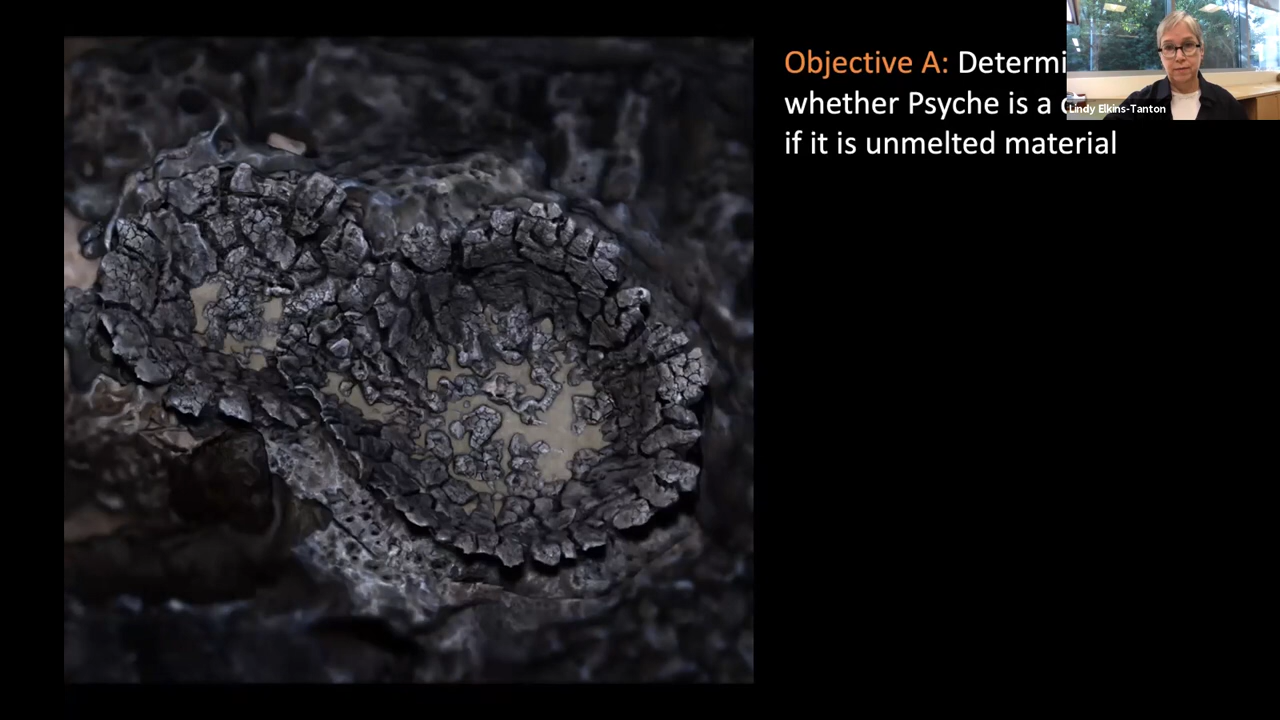 Objective A: Determi
whether Psyche is a
if it is unmelted material
Lindy Elkins-Tanton